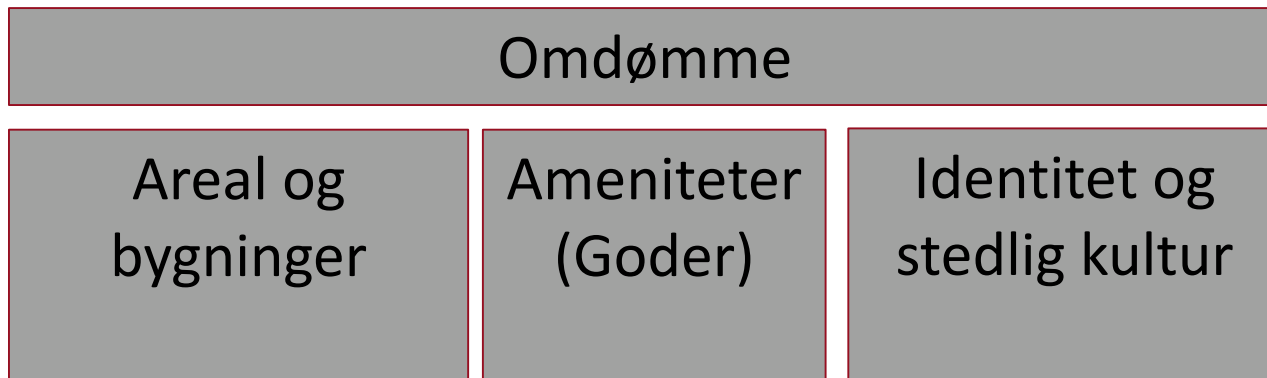 Omdømme
Areal og
bygninger
Ameniteter
(Goder)
Identitet og
stedlig kultur